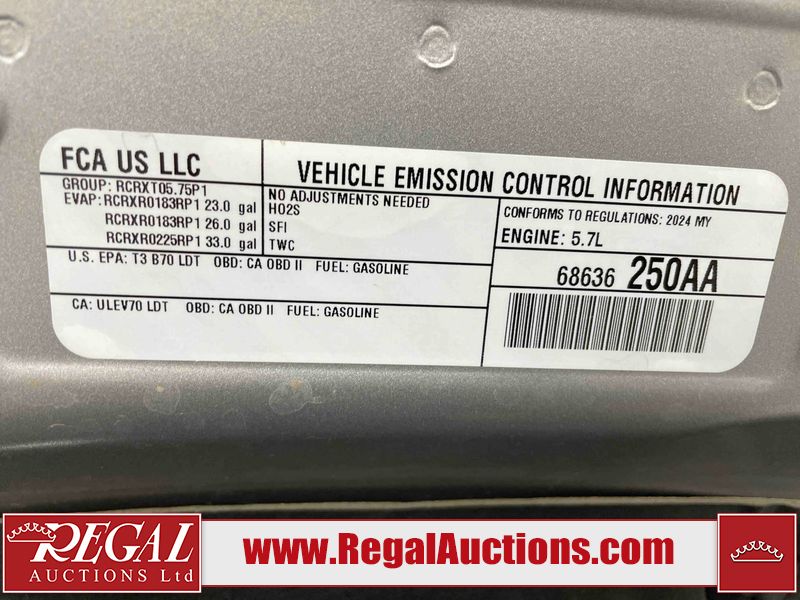 FCA US LLC
VEHICLE EMISSION CONTROL INFORMATION
GROUP: RCRXT05.75P1
EVAP: RCRXR0183RP1 23.0 gal
RCRXR0183RP1 26.0 gal
RCRXR0225RP1 33.0 gal
NO ADJUSTMENTS NEEDED
HO2S
SFI
TWC
CONFORMS TO REGULATIONS: 2024 MY
ENGINE: 5.7L
U.S. EPA: T3 B70 LDT OBD: CA OBD II FUEL: GASOLINE
CA: ULEV70 LDT OBD: CA OBD II FUEL: GASOLINE
68636 250AA
REGAL
AUCTIONS Ltd
www.RegalAuctions.com